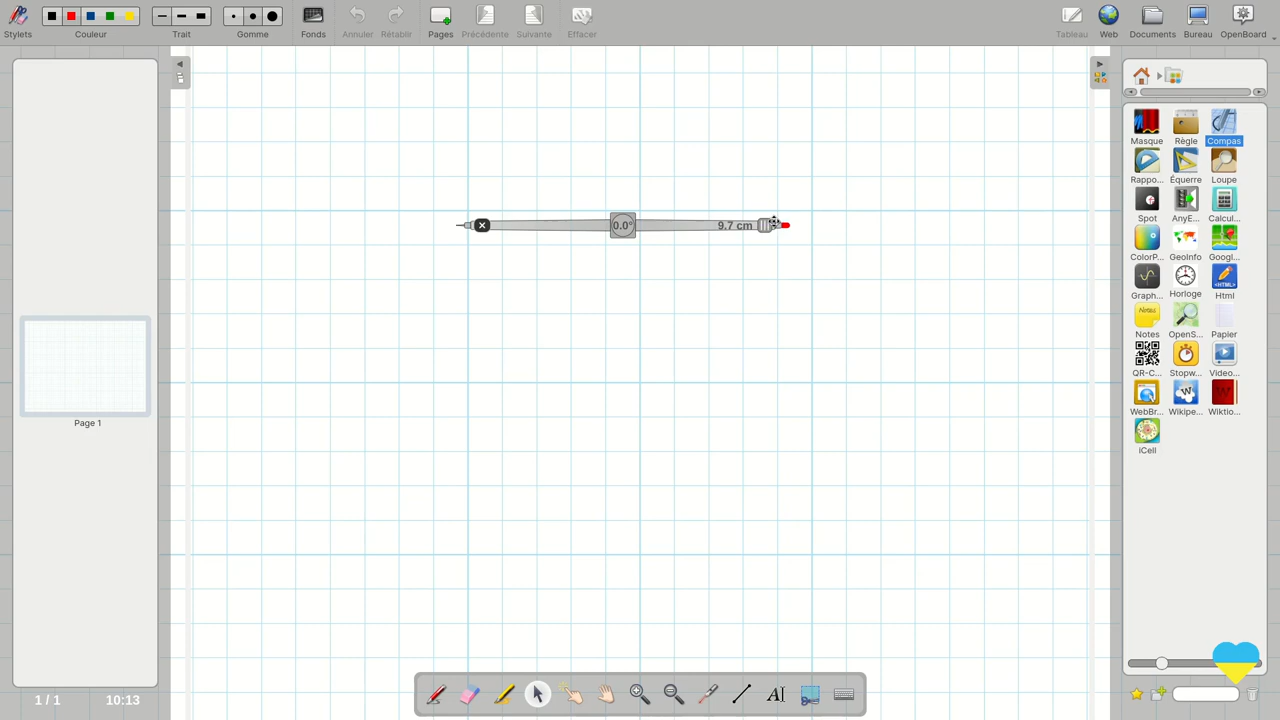 Stylets
Couleur
Trait
Gomme
Fonds
Annuler
Rétablir
Pages
Précédente
Suivante
Effacer
Tableau
Web
Documents
Bureau
OpenBoard
0.0°
9.7 cm
Masque
Règle
Compas
Rappo...
Équerre
Loupe
Spot
AnyE...
Calcul...
ColorP...
GeoInfo
Googl...
Graph...
Horloge
Html
Notes
OpenS...
Papier
QR-C...
Stopw...
Video...
WebBr...
Wikipe...
Wiktio...
iCell
Page 1
1 / 1
10:13